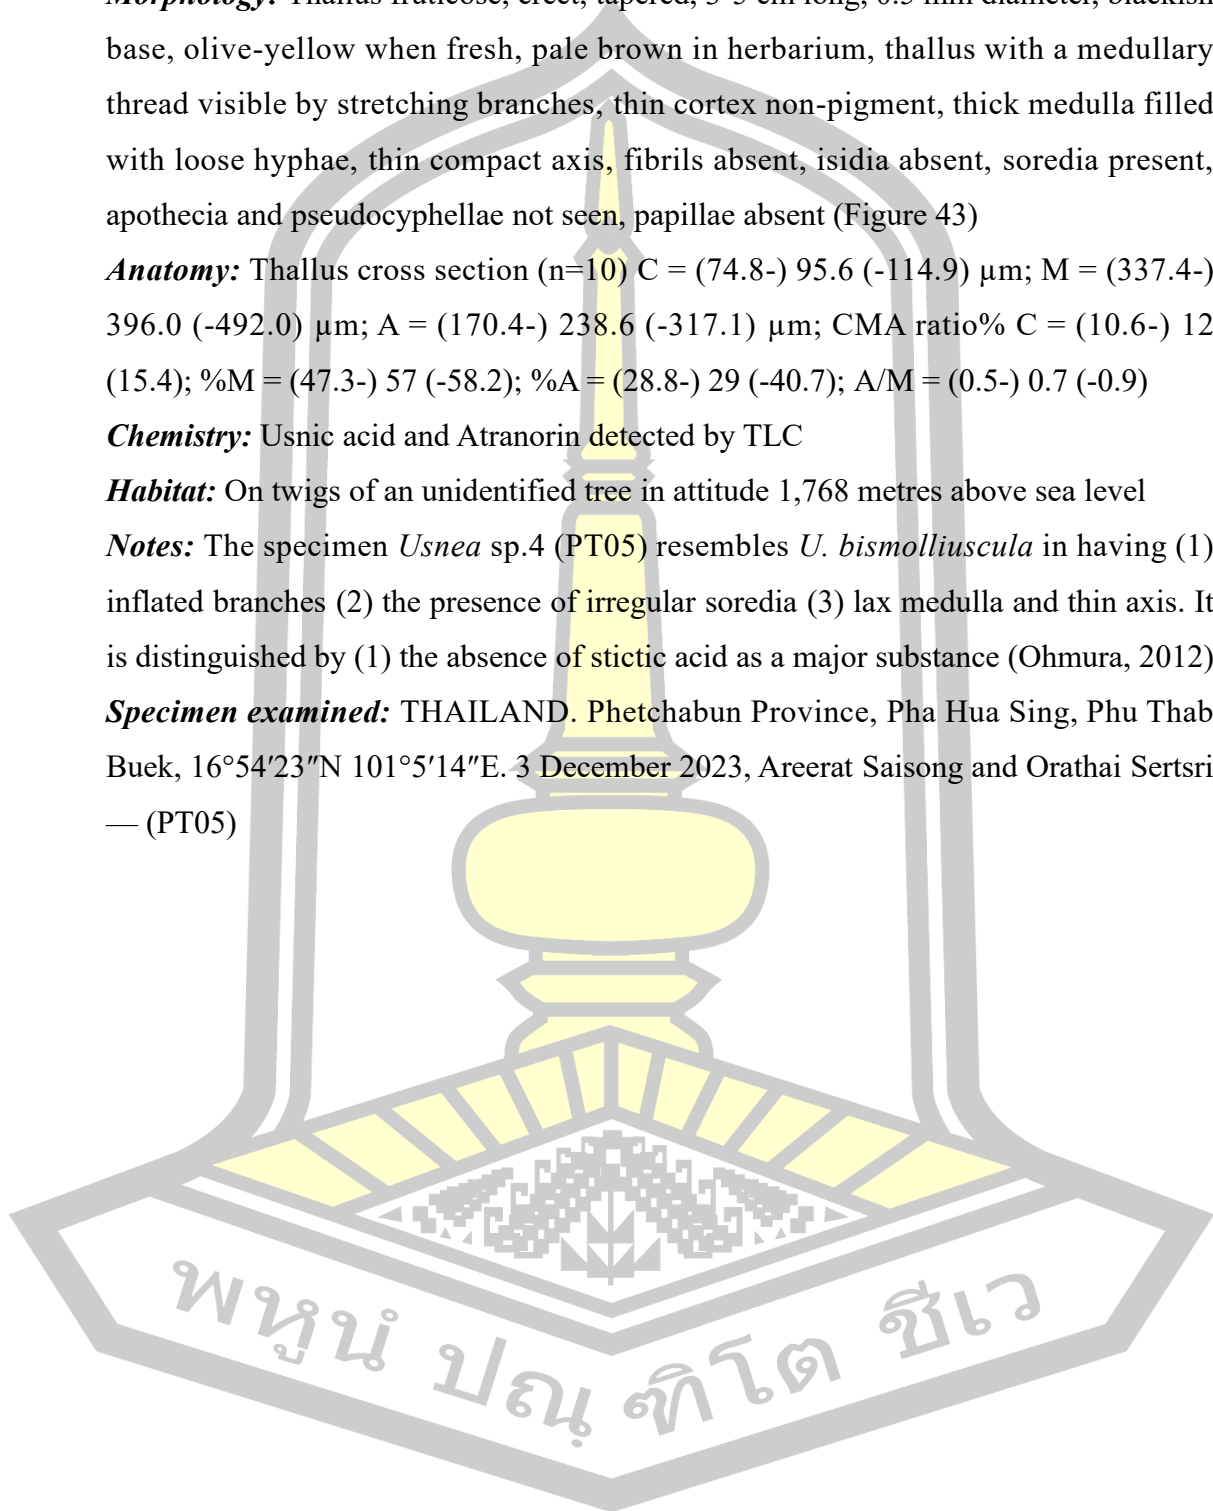 Morphology: Thallus fruticose, erect, tapered, 3-5 cm long, 0.5 mm diameter, blackish
base, olive-yellow when fresh, pale brown in herbarium, thallus with a medullary
thread visible by stretching branches, thin cortex non-pigment, thick medulla filled
with loose hyphae, thin compact axis, fibrils absent, isidia absent, soredia present,
apothecia and pseudocyphellae not seen, papillae absent (Figure 43)
Anatomy: Thallus cross section (n=10) C = (74.8-) 95.6 (-114.9) µm; M = (337.4-)
396.0 (-492.0) µm; A = (170.4-) 238.6 (-317.1) µm; CMA ratio% C = (10.6-) 12
(15.4); %M = (47.3-) 57 (-58.2); %A = (28.8-) 29 (-40.7); A/M = (0.5-) 0.7 (-0.9)
Chemistry: Usnic acid and Atranorin detected by TLC
Habitat: On twigs of an unidentified tree in attitude 1,768 metres above sea level
Notes: The specimen Usnea sp.4 (PT05) resembles U. bismolliuscula in having (1)
inflated branches (2) the presence of irregular soredia (3) lax medulla and thin axis. It
is distinguished by (1) the absence of stictic acid as a major substance (Ohmura, 2012)
Specimen examined: THAILAND. Phetchabun Province, Pha Hua Sing, Phu Thab
Buek, 16°54′23″N 101°5′14″E. 3 December 2023, Areerat Saisong and Orathai Sertsri
— (PT05)
พหูนํ ปณฺฑิโต ชีเว